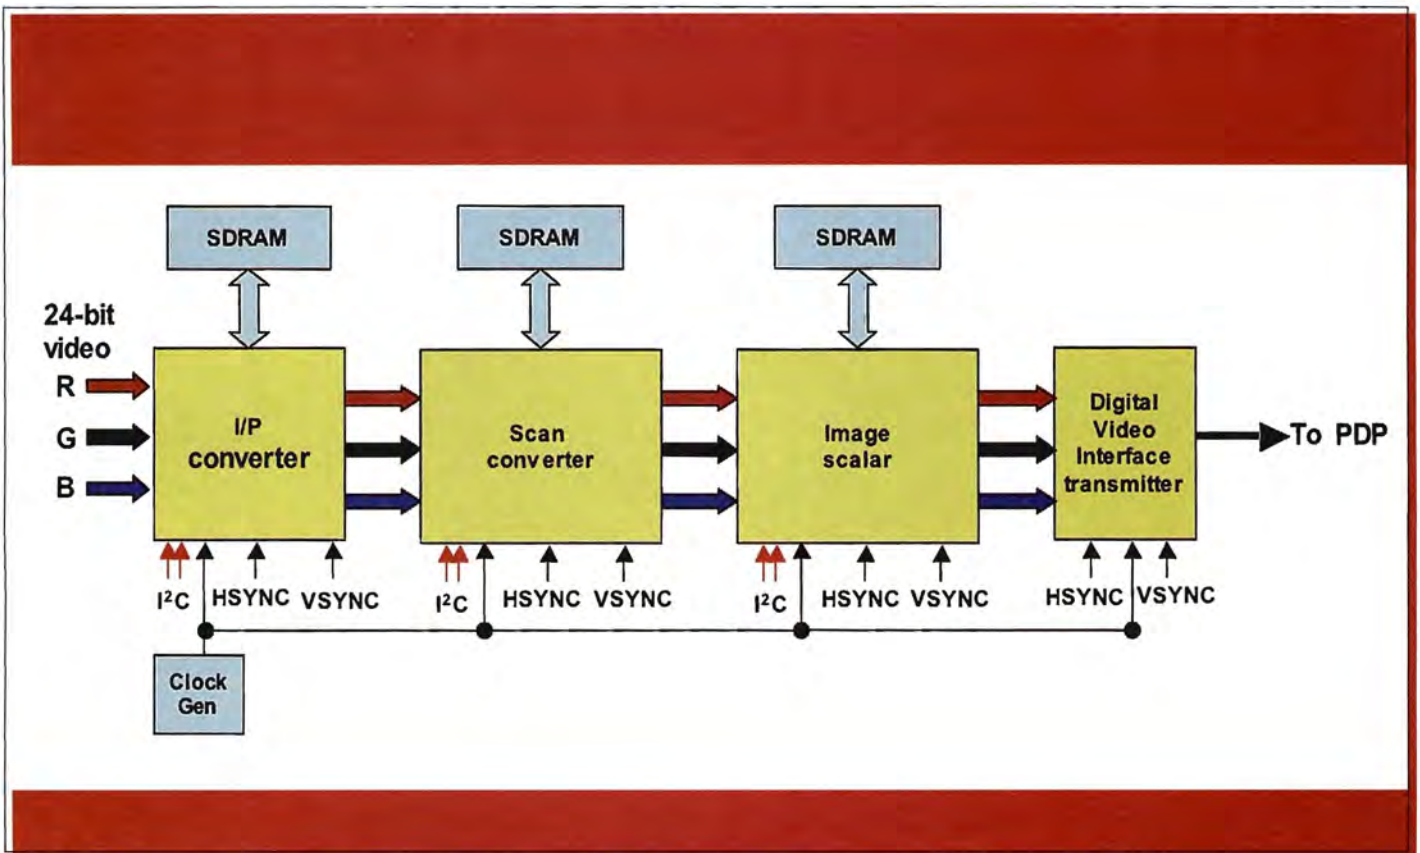 SDRAM
SDRAM
SDRAM
24-bit
video
R
G
B
I/P
converter
Scan
converter
Image
scalar
Digital
Video
Interface
transmitter
To PDP
I²C
HSYNC
VSYNC
I²C
HSYNC
VSYNC
I²C
HSYNC
VSYNC
HSYNC
VSYNC
Clock
Gen